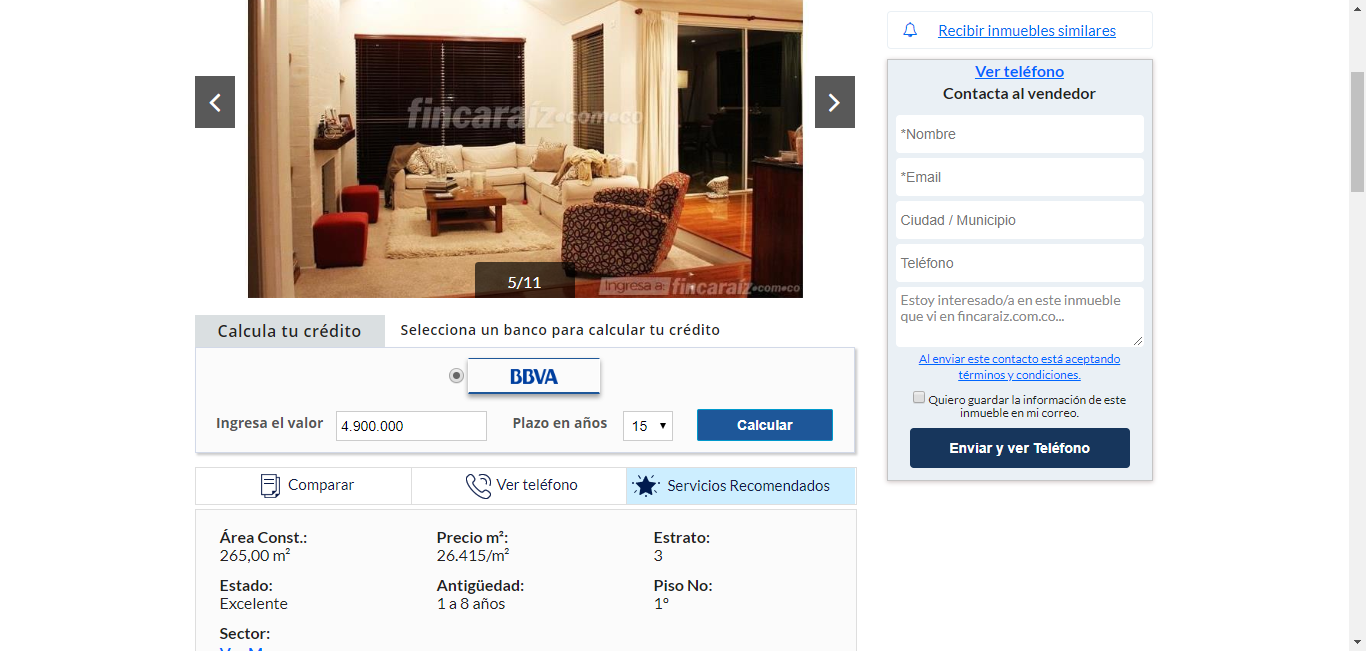 fincaraíz.com.co
5/11
Ingresa a: fincaraíz.com.co
Recibir inmuebles similares
Ver teléfono
Contacta al vendedor
*Nombre
*Email
Ciudad / Municipio
Teléfono
Estoy interesado/a en este inmueble
que vi en fincaraiz.com.co...
Al enviar este contacto está aceptando
términos y condiciones.
Quiero guardar la información de este
inmueble en mi correo.
Enviar y ver Teléfono
Calcula tu crédito
Selecciona un banco para calcular tu crédito
BBVA
Ingresa el valor
4.900.000
Plazo en años
15
Calcular
Comparar
Ver teléfono
Servicios Recomendados
Área Const.:
265,00 m²
Precio m²:
26.415/m²
Estrato:
3
Estado:
Excelente
Antigüedad:
1 a 8 años
Piso No:
1°
Sector: